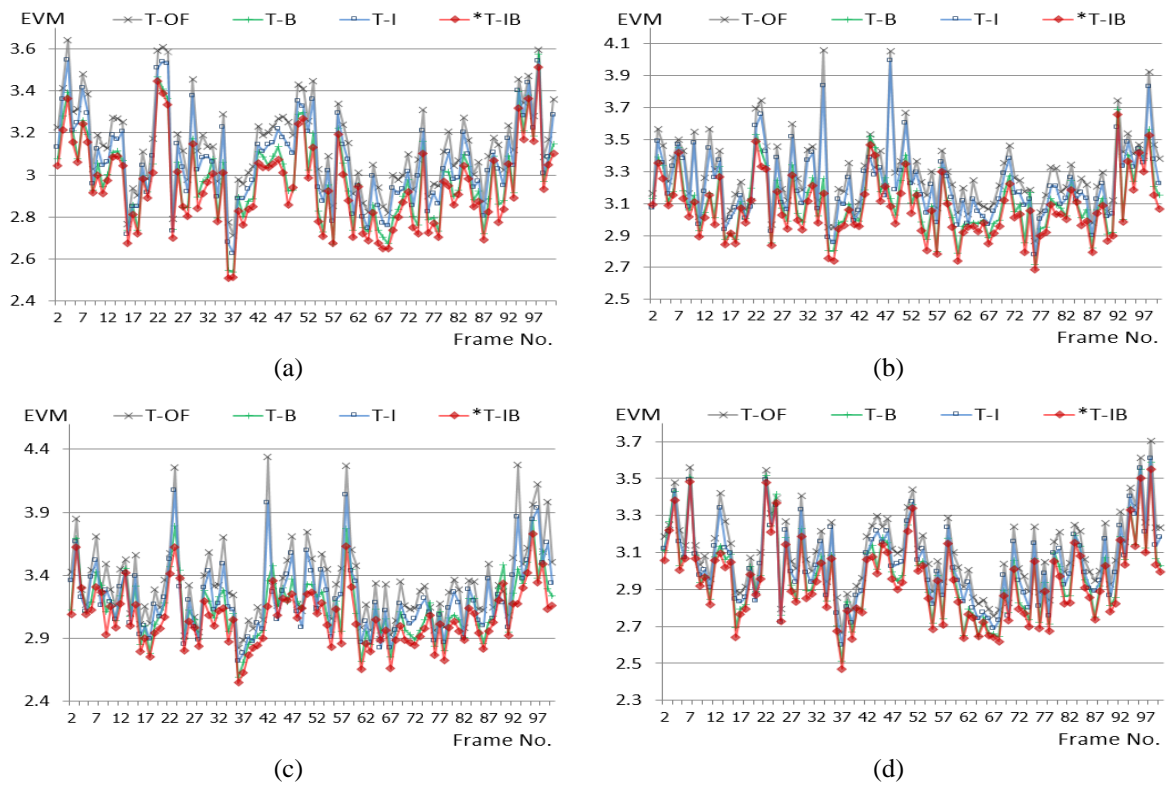 EVM T-OF T-B T-I *T-IB
3.6
3.4
3.2
3
2.8
2.6
2.4
2 7 12 17 22 27 32 37 42 47 52 57 62 67 72 77 82 87 92 97
Frame No.
(a)
EVM T-OF T-B T-I *T-IB
4.1
3.9
3.7
3.5
3.3
3.1
2.9
2.7
2.5
2 7 12 17 22 27 32 37 42 47 52 57 62 67 72 77 82 87 92 97
Frame No.
(b)
EVM T-OF T-B T-I *T-IB
4.4
3.9
3.4
2.9
2.4
2 7 12 17 22 27 32 37 42 47 52 57 62 67 72 77 82 87 92 97
Frame No.
(c)
EVM T-OF T-B T-I *T-IB
3.7
3.5
3.3
3.1
2.9
2.7
2.5
2.3
2 7 12 17 22 27 32 37 42 47 52 57 62 67 72 77 82 87 92 97
Frame No.
(d)